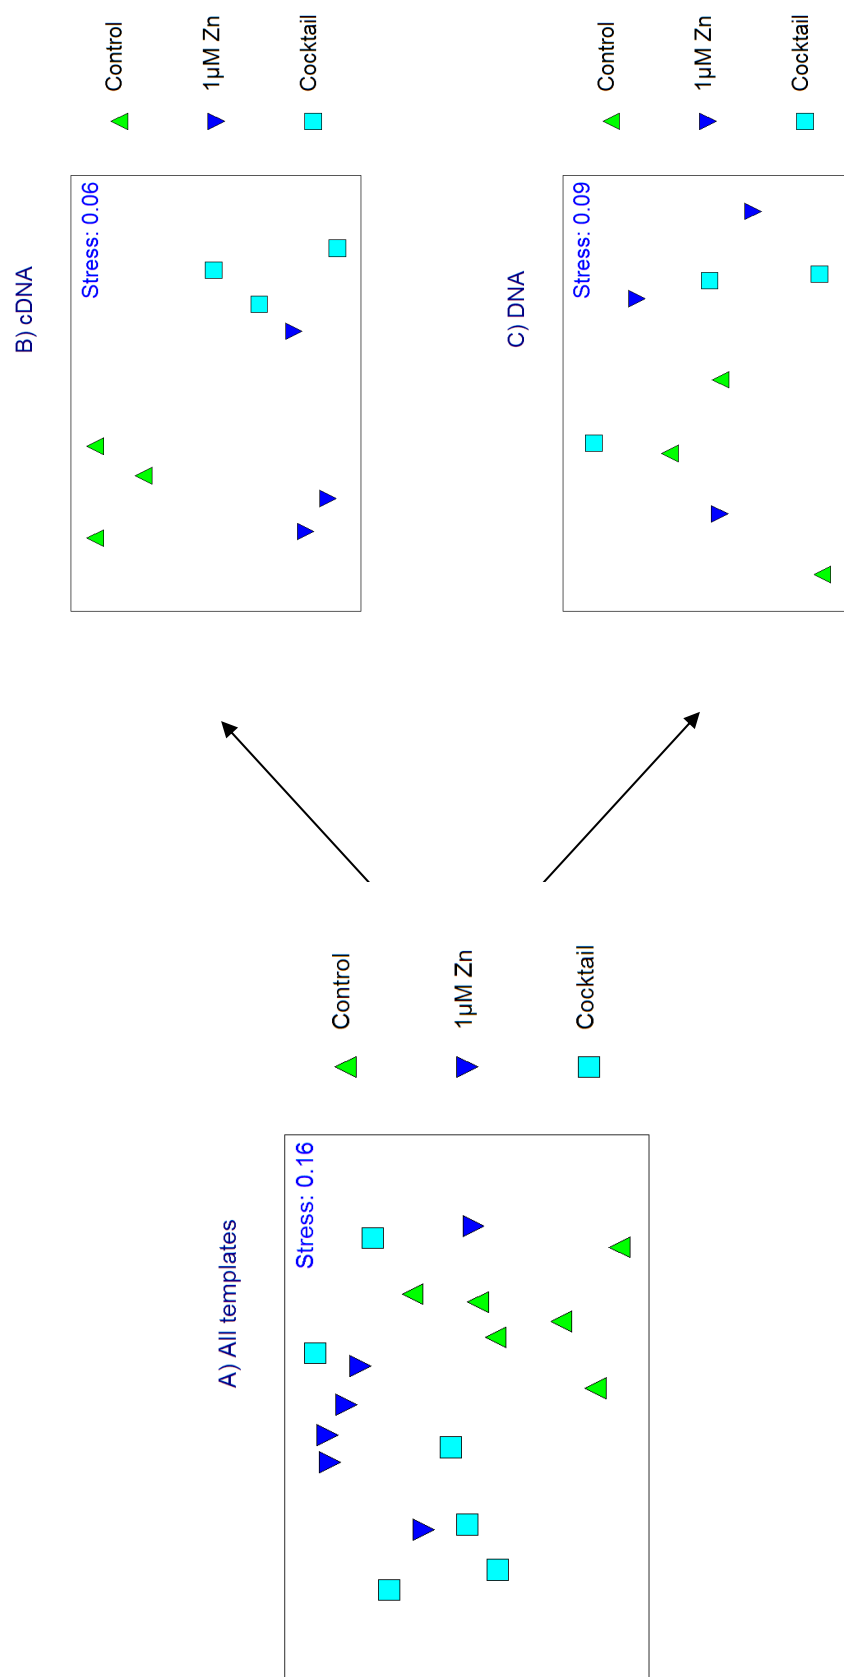 A) All templates
Stress: 0.16
Control
1µM Zn
Cocktail
B) cDNA
Stress: 0.06
Control
1µM Zn
Cocktail
C) DNA
Stress: 0.09
Control
1µM Zn
Cocktail